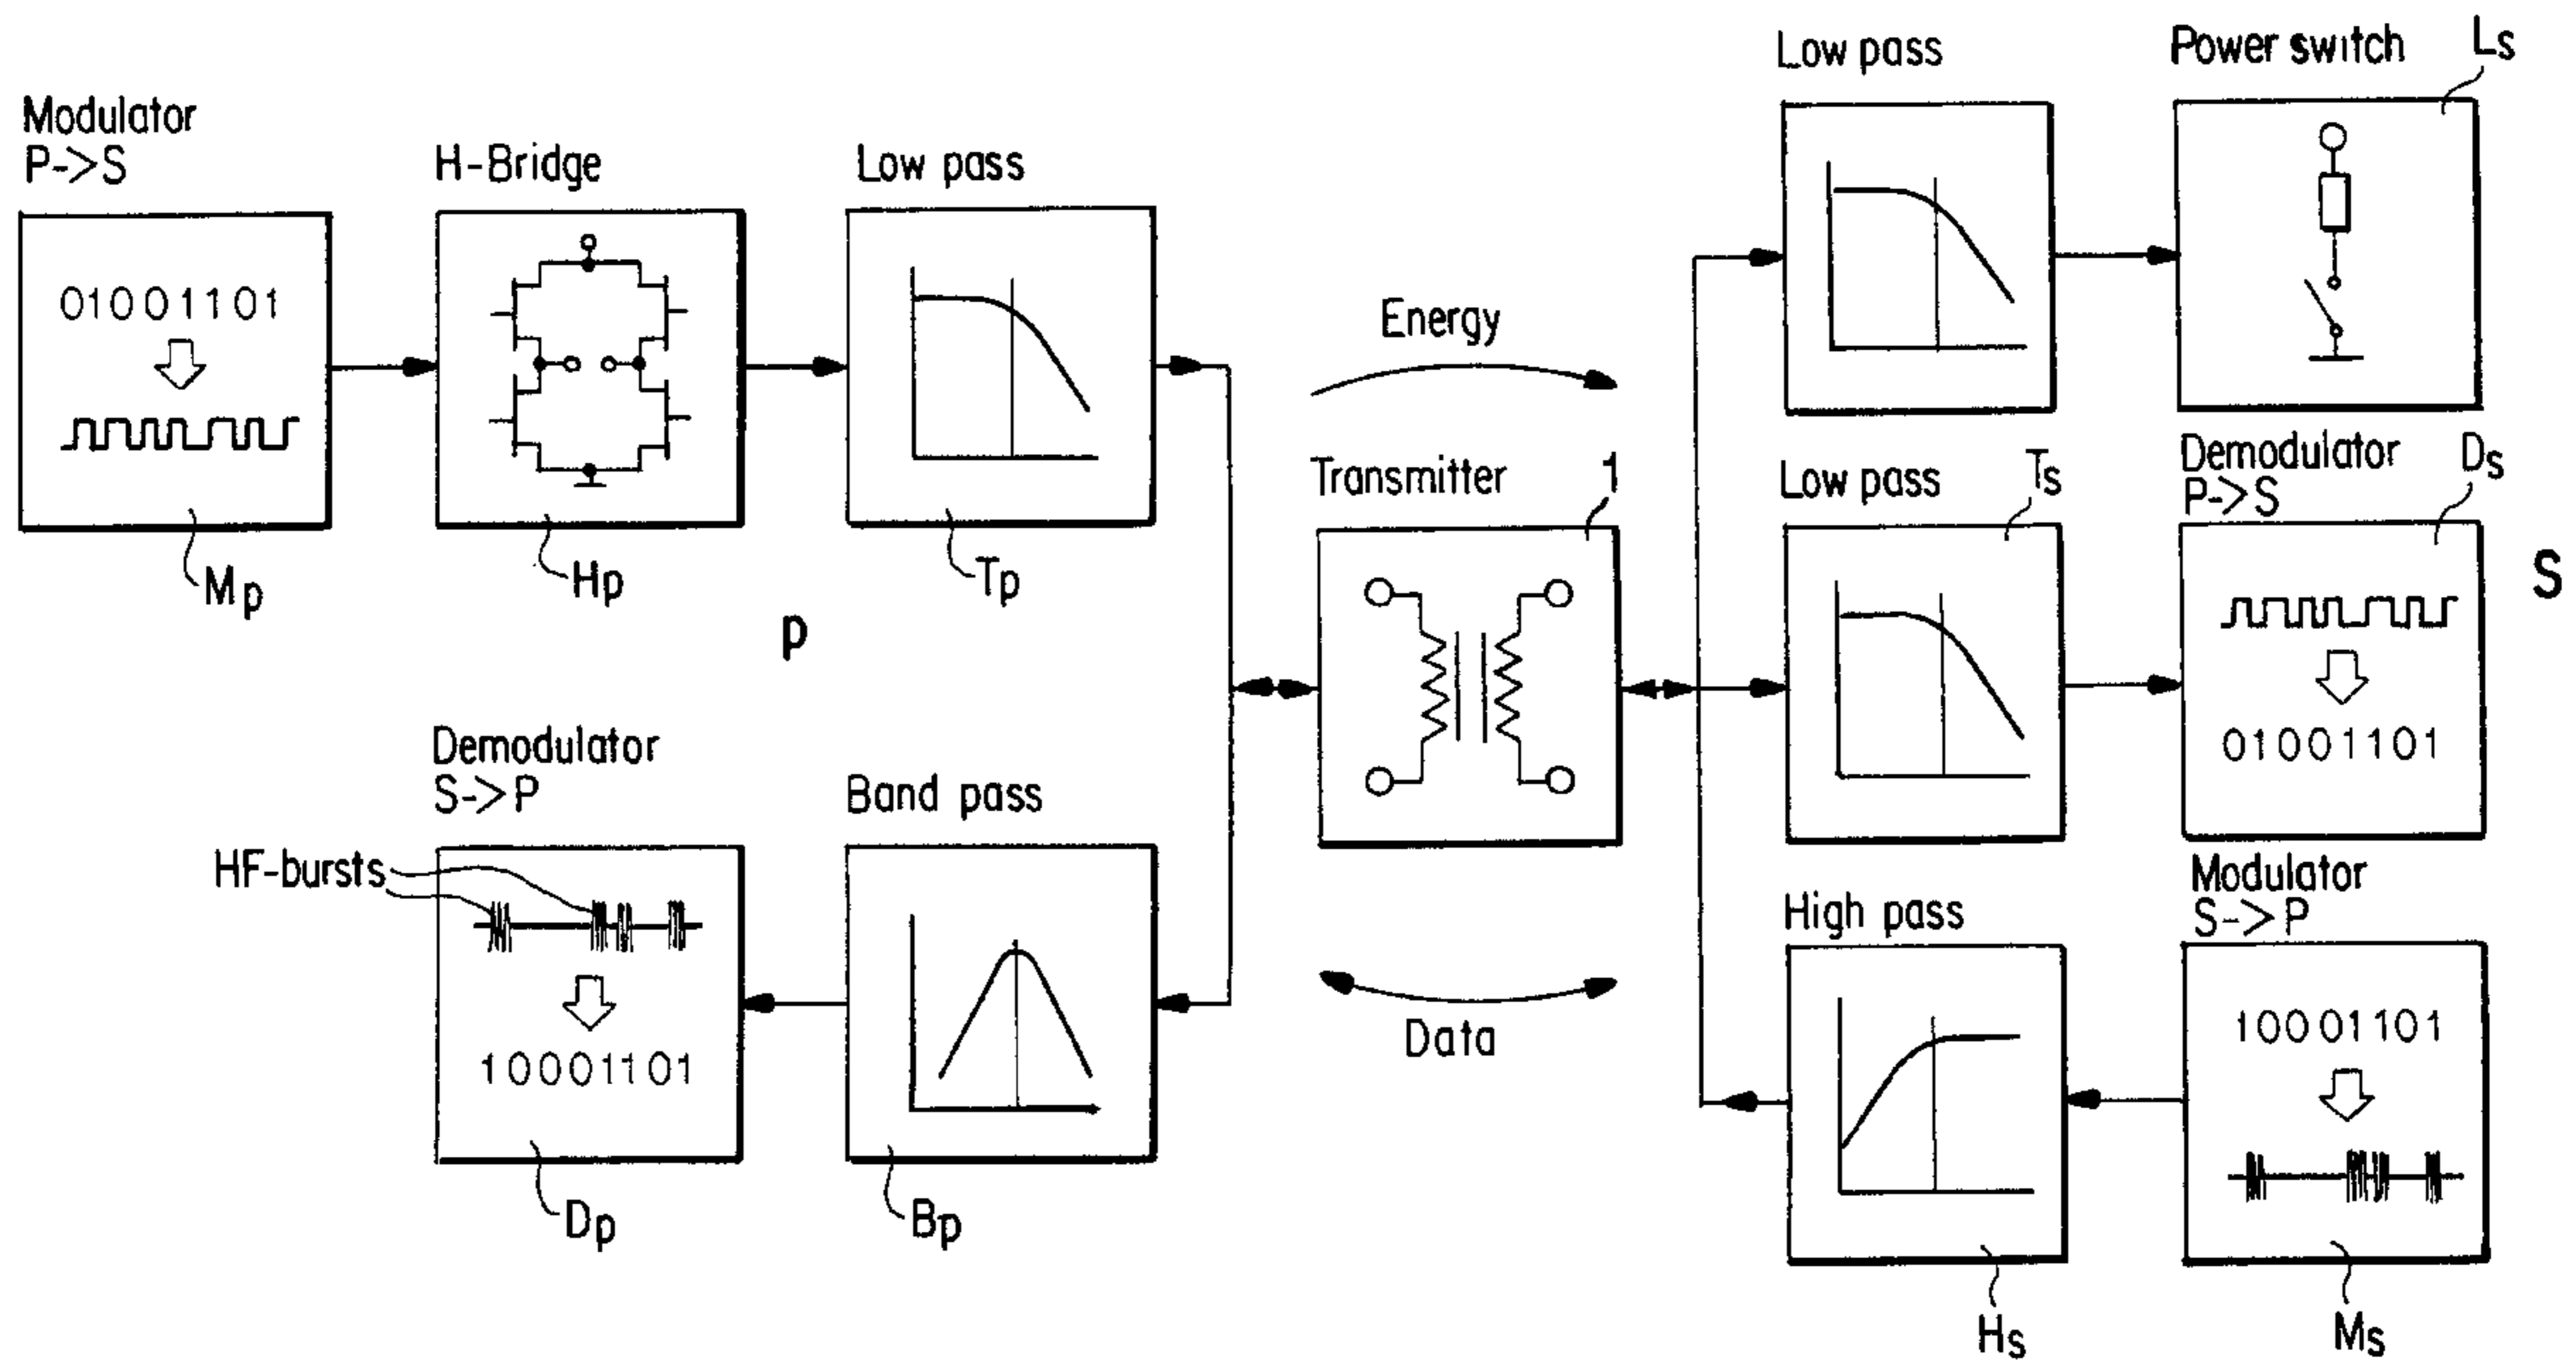 Modulator
P->S
01001101
Mp
H-Bridge
Hp
Low pass
Tp
p
Demodulator
S->P
HF-bursts
10001101
Dp
Band pass
Bp
Energy
Transmitter
1
Data
Low pass
Power switch
Ls
Low pass
Ts
Demodulator
P->S
Ds
01001101
S
High pass
Hs
Modulator
S->P
10001101
Ms